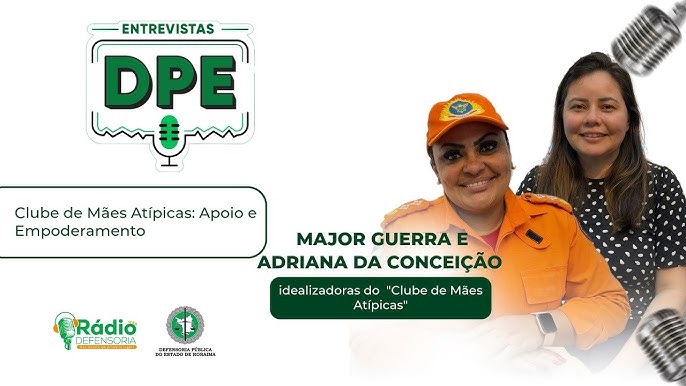 ENTREVISTAS
DPE
Clube de Mães Atípicas: Apoio e
Empoderamento
MAJOR GUERRA E
ADRIANA DA CONCEIÇÃO
idealizadoras do "Clube de Mães
Atípicas"
Rádio
DEFENSORIA
DEFENSORIA PÚBLICA
DO ESTADO DE RORAIMA